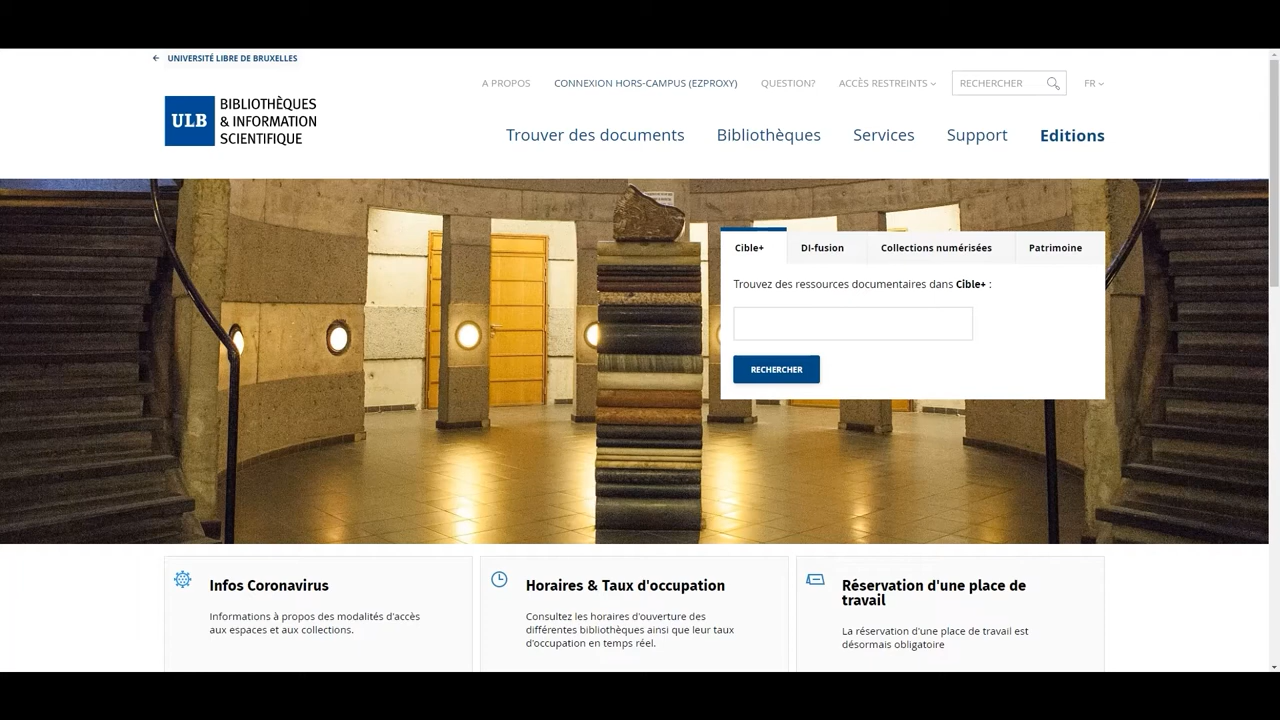 UNIVERSITÉ LIBRE DE BRUXELLES
A PROPOS CONNEXION HORS-CAMPUS (EZPROXY) QUESTION? ACCÈS RESTREINTS RECHERCHER FR
ULB
BIBLIOTHÈQUES
& INFORMATION
SCIENTIFIQUE
Trouver des documents Bibliothèques Services Support Editions
Cible+ DI-fusion Collections numérisées Patrimoine
Trouvez des ressources documentaires dans Cible+ :
RECHERCHER
Infos Coronavirus
Informations à propos des modalités d'accès
aux espaces et aux collections.
Horaires & Taux d'occupation
Consultez les horaires d'ouverture des
différentes bibliothèques ainsi que leur taux
d'occupation en temps réel.
Réservation d'une place de
travail
La réservation d'une place de travail est
désormais obligatoire